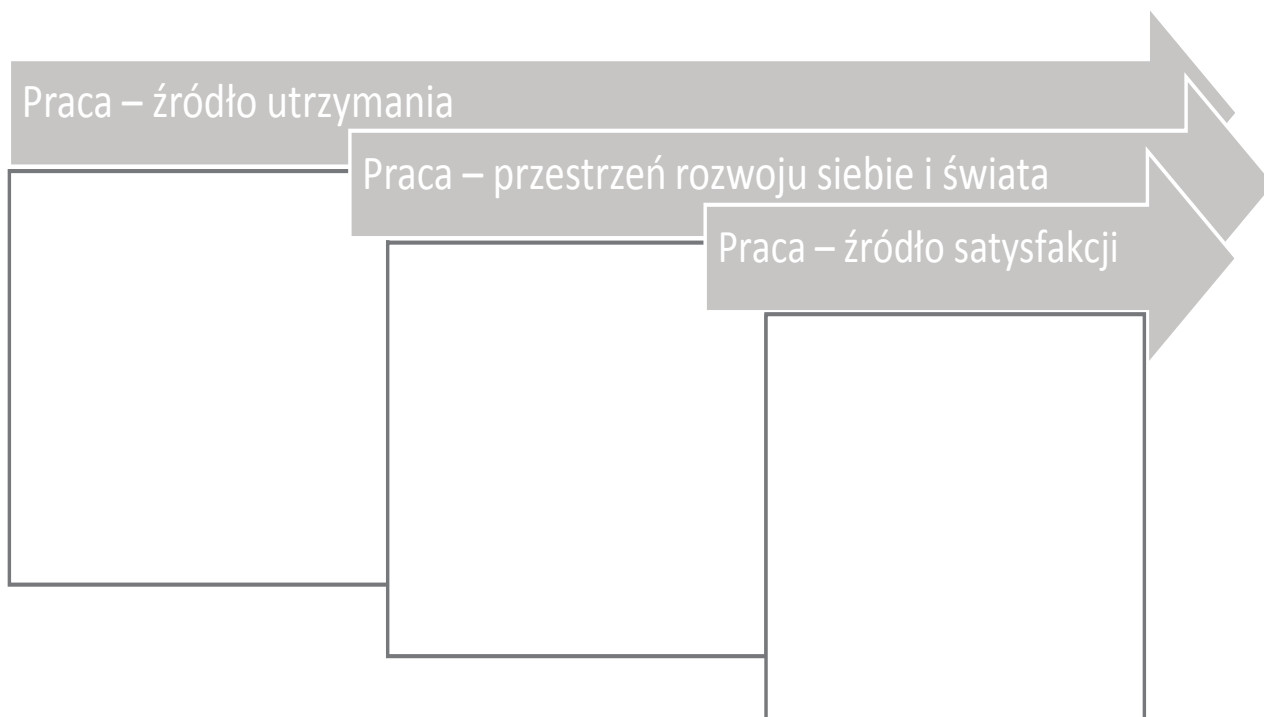 Praca – źródło utrzymania
Praca – przestrzeń rozwoju siebie i świata
Praca – źródło satysfakcji